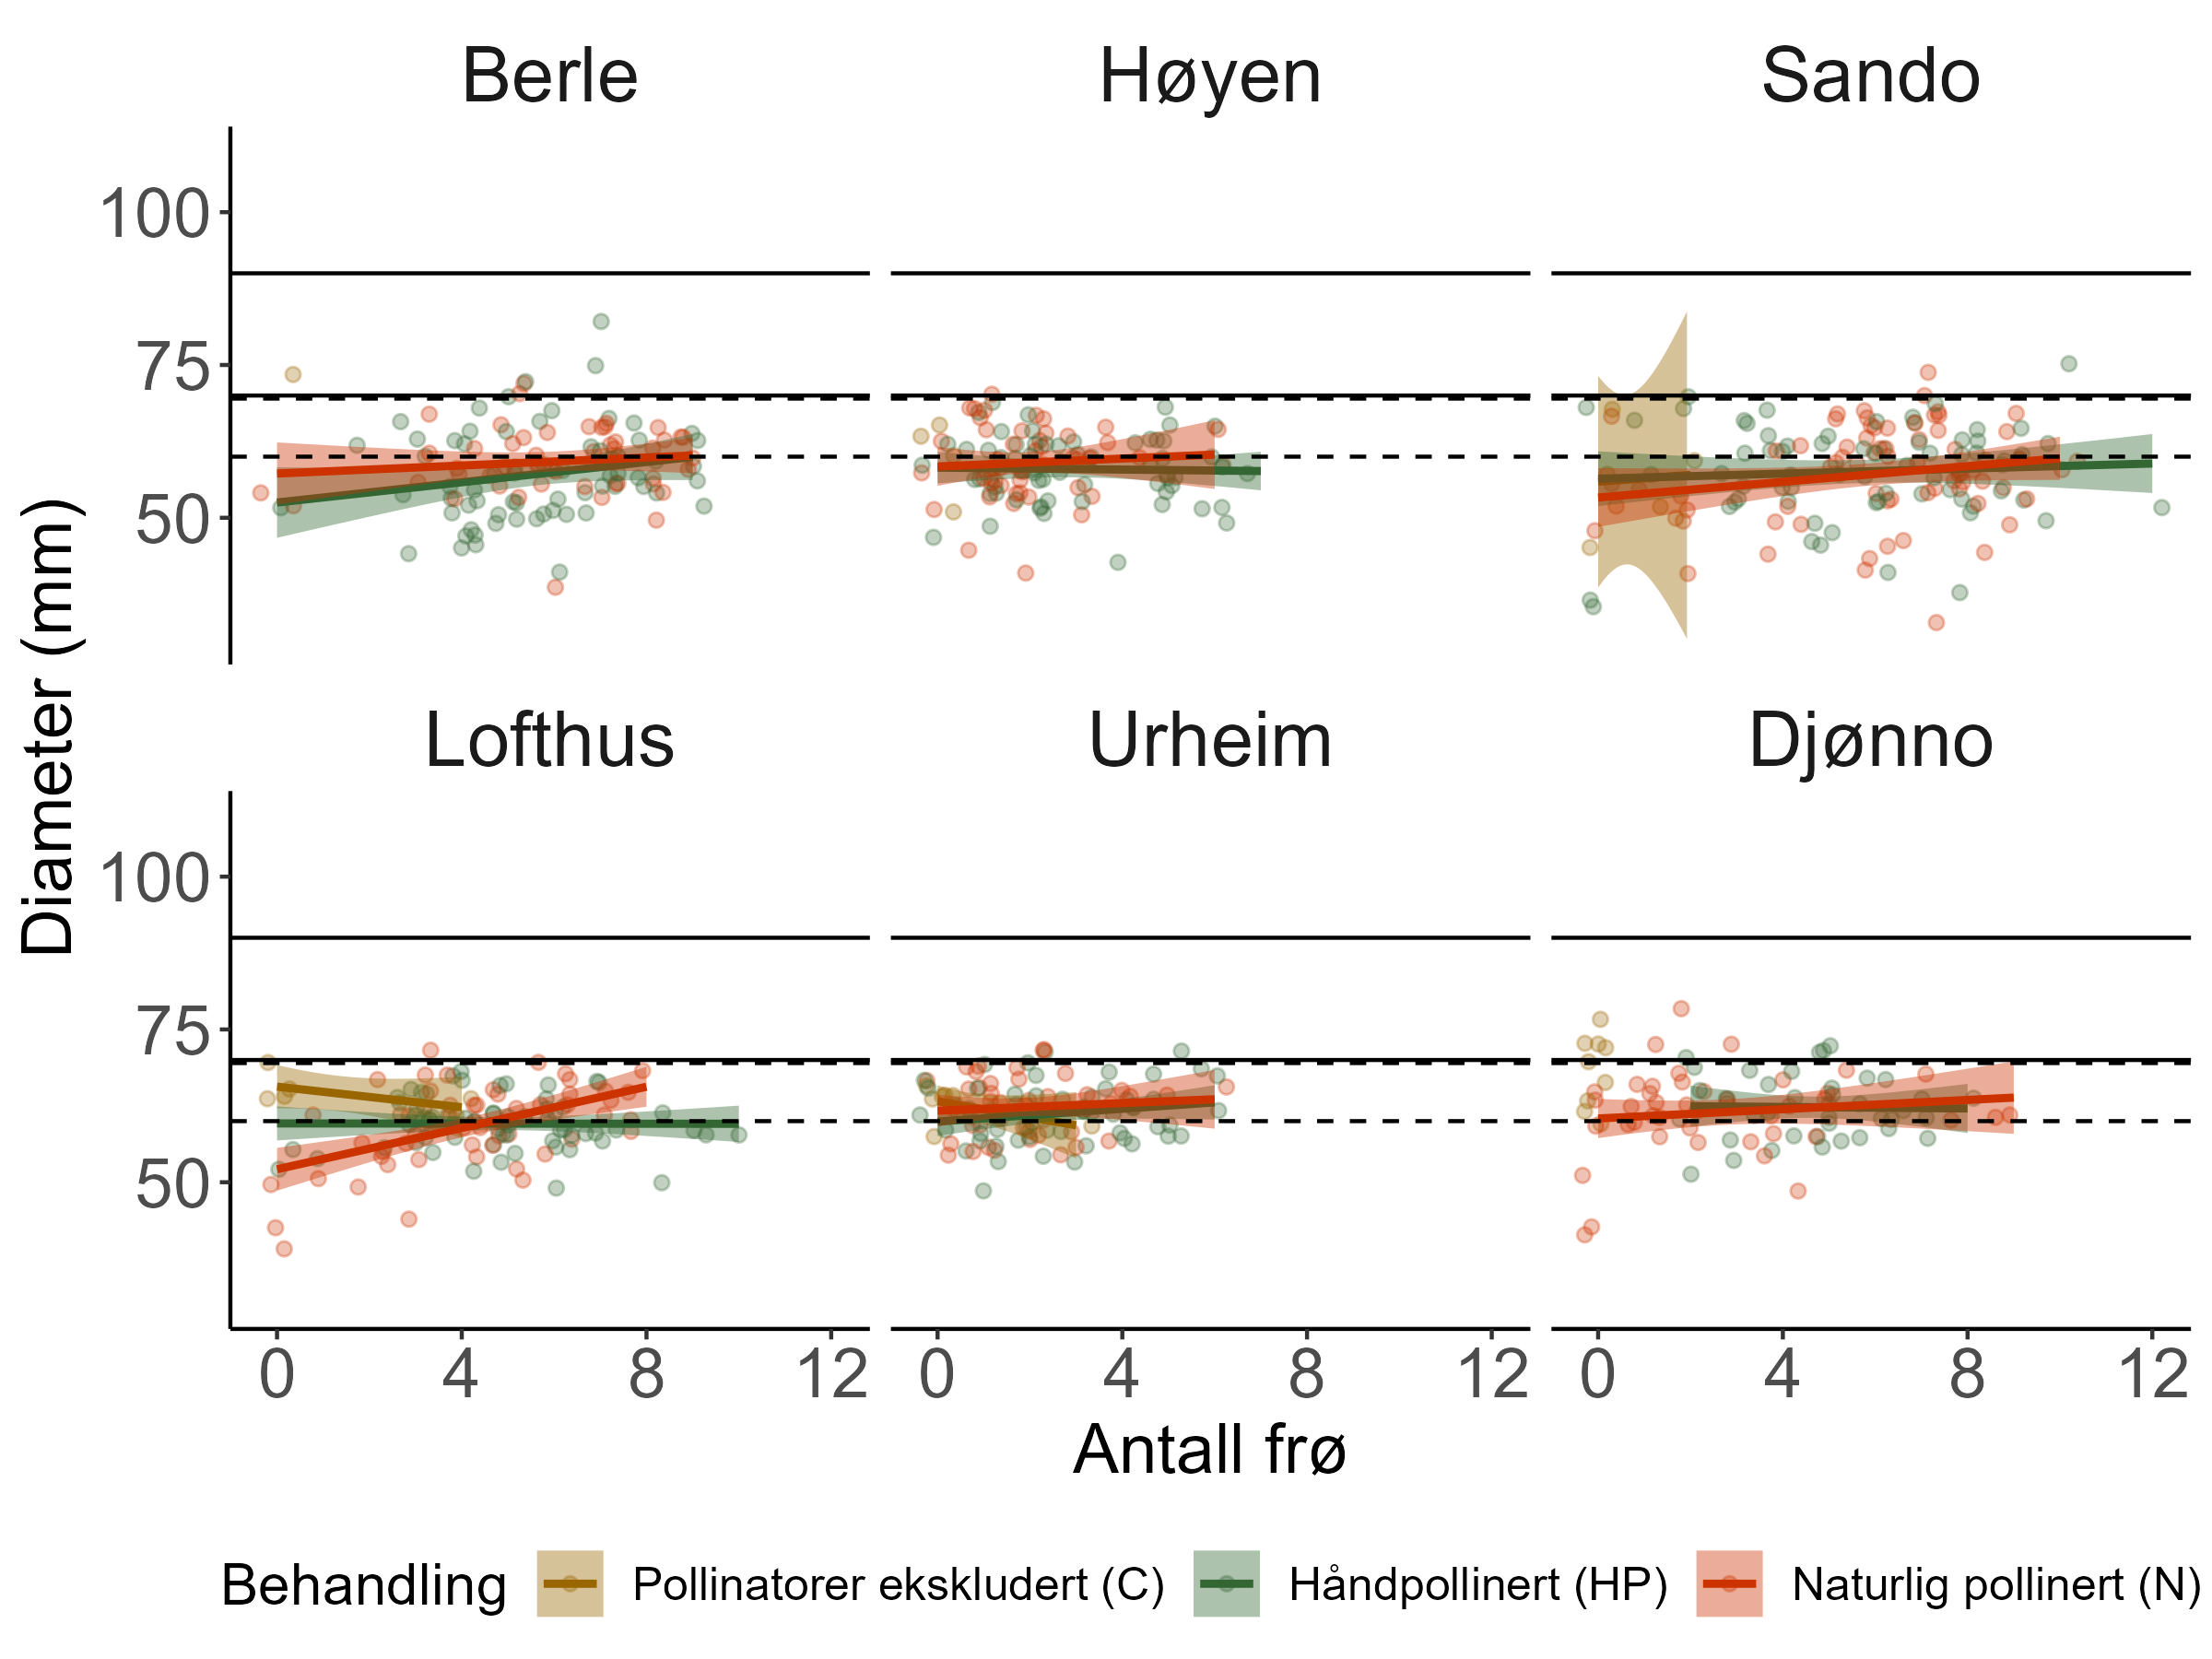 Berle Høyen Sando
100
75
50
Diameter (mm)
Lofthus Urheim Djønno
100
75
50
0 4 8 12 0 4 8 12 0 4 8 12
Antall frø
Behandling Pollinatorer ekskludert (C) Håndpollinert (HP) Naturlig pollinert (N)